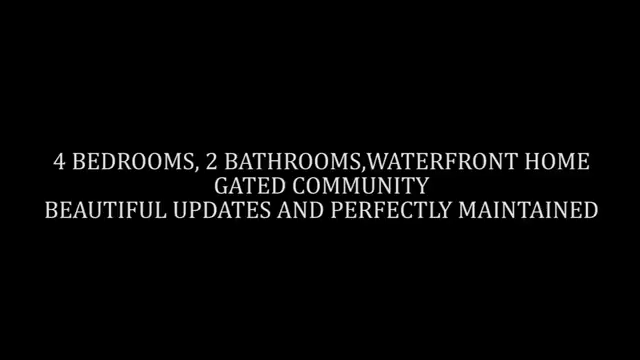 4 BEDROOMS, 2 BATHROOMS,WATERFRONT HOME
GATED COMMUNITY
BEAUTIFUL UPDATES AND PERFECTLY MAINTAINED